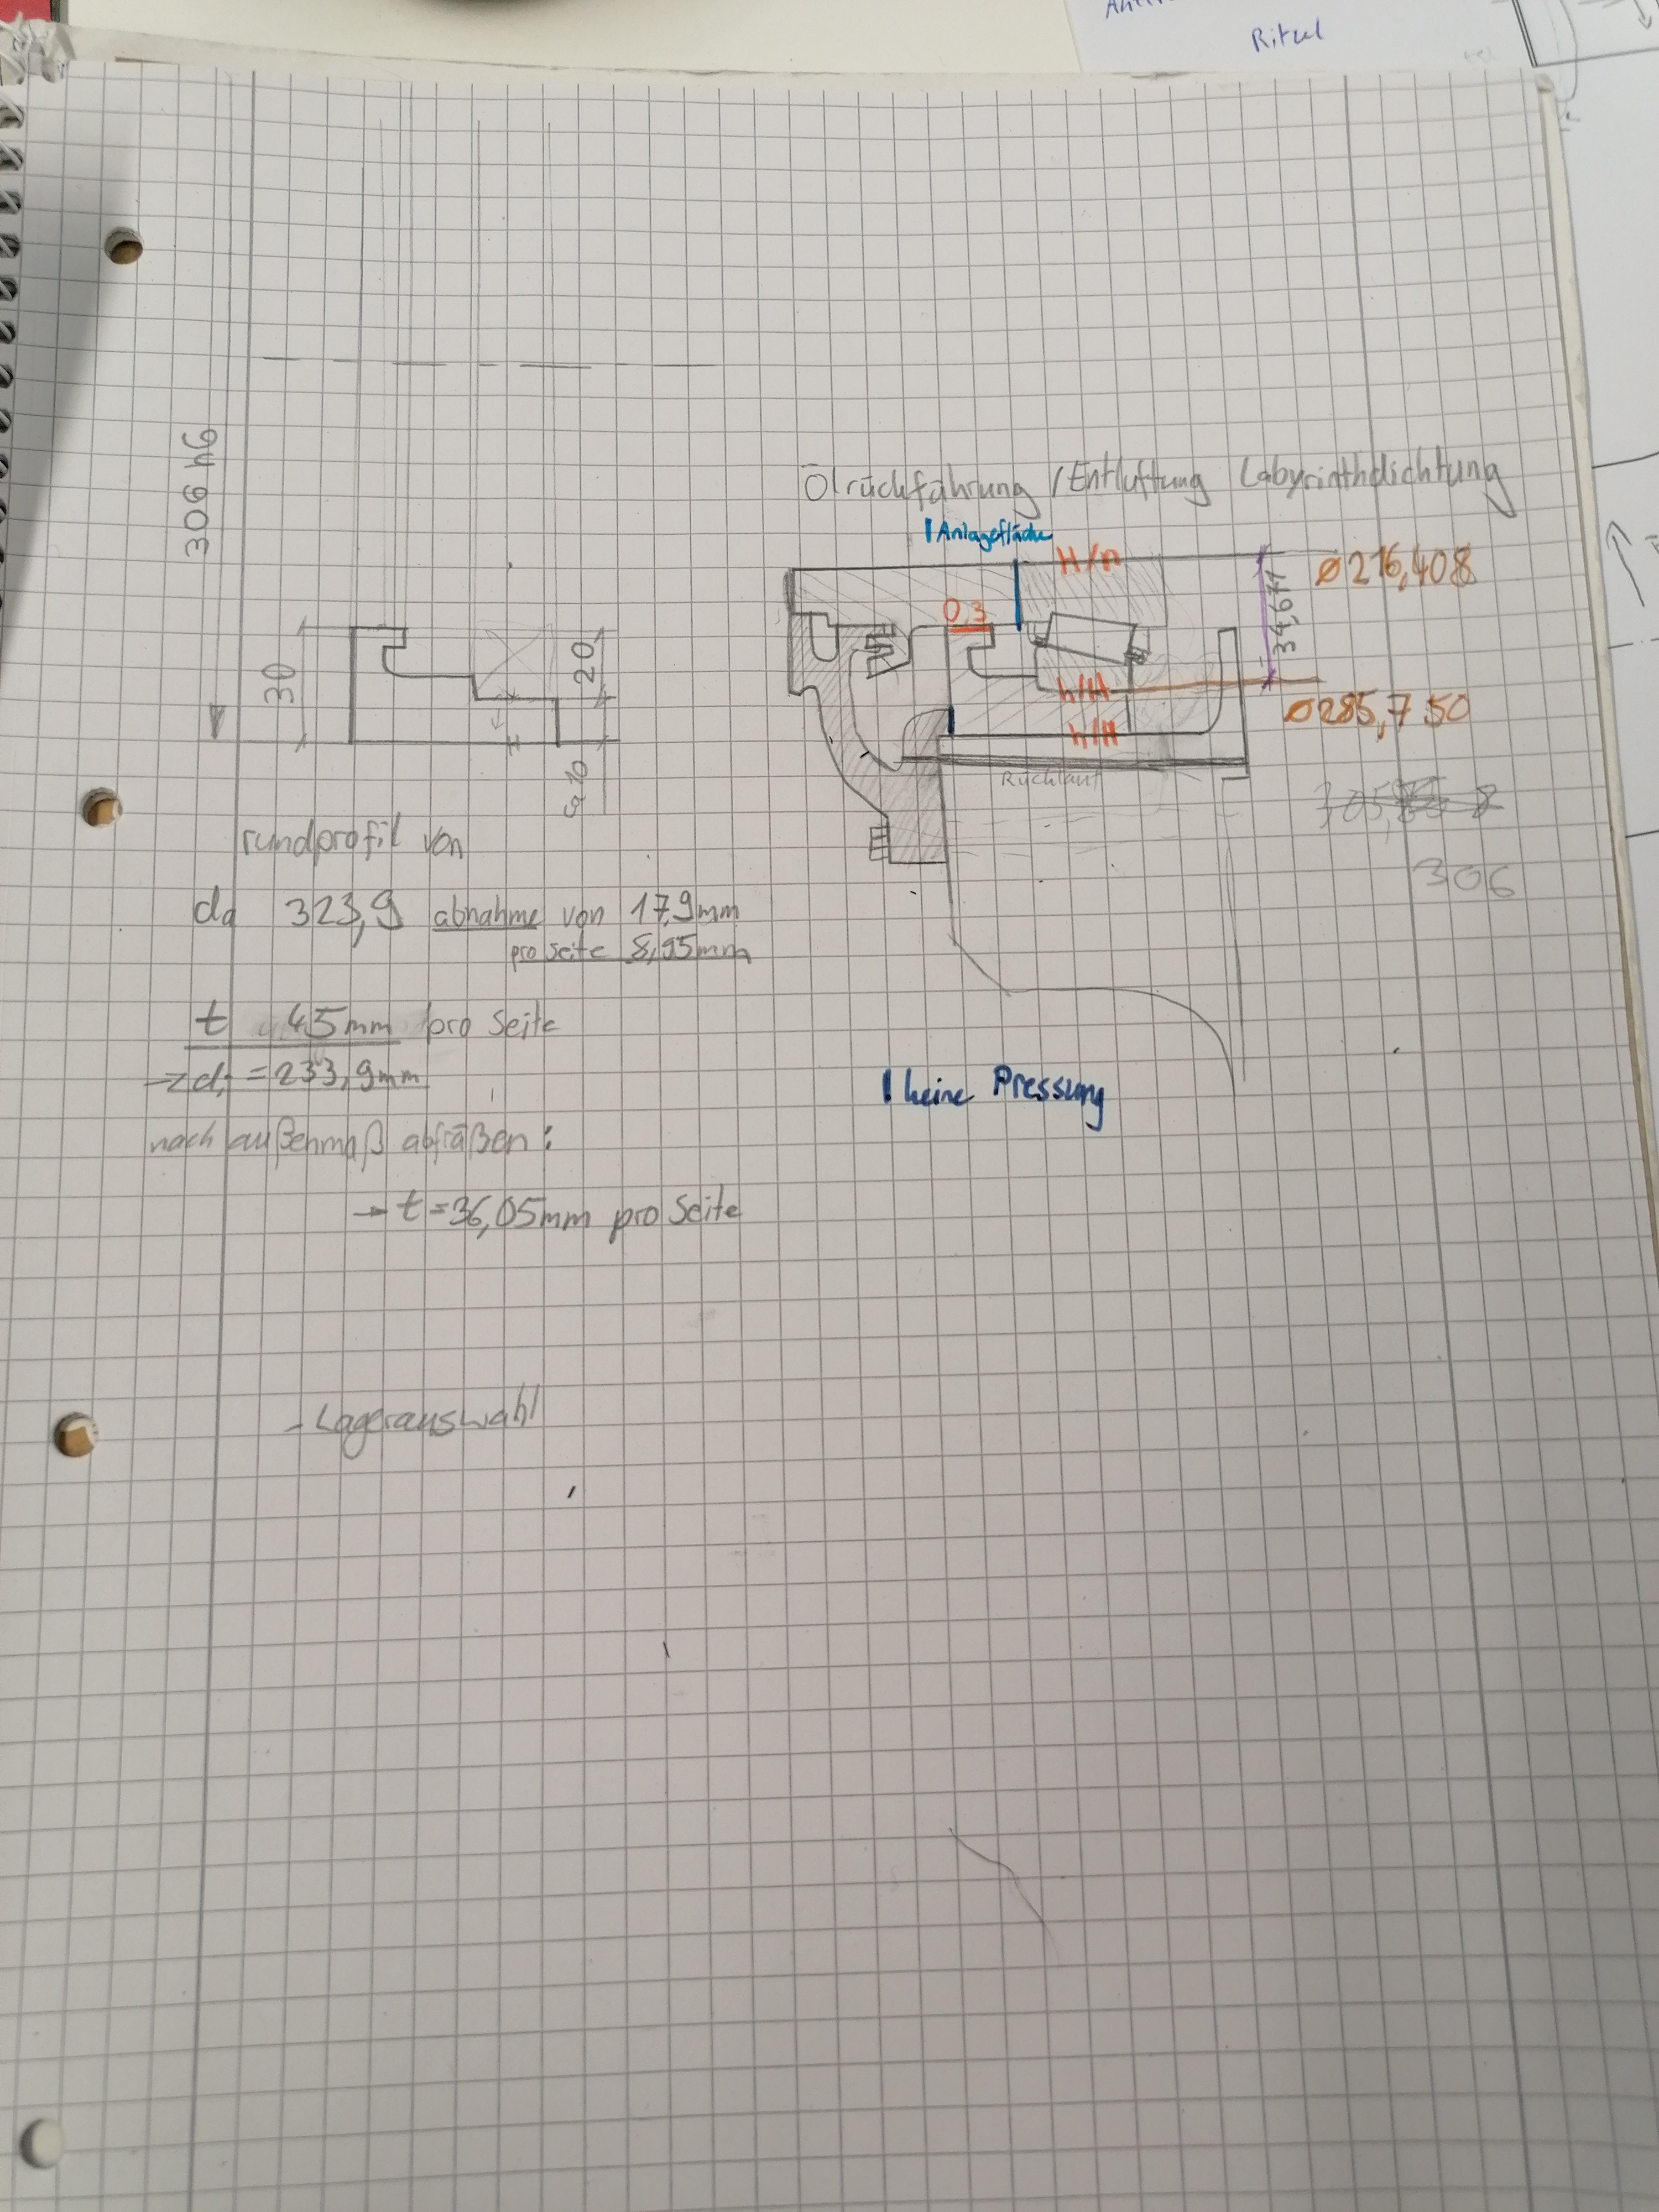 Ritzel
306 h6
Ölrückführung / Entlüftung Labyrinthdichtung
Anlagefläche
H/n
Ø216,408
0,3
34,671
30
20
h/H
Ø285,750
h/H
Rücklauf
10
306
rundprofil von
da 323,9 abnahme von 17,9mm
pro seite 8,95mm
t 45mm pro Seite
→ di = 233,9mm
! keine Pressung
nach außenmaß abfräßen:
→ t = 36,05mm pro Seite
- Lagerauswahl